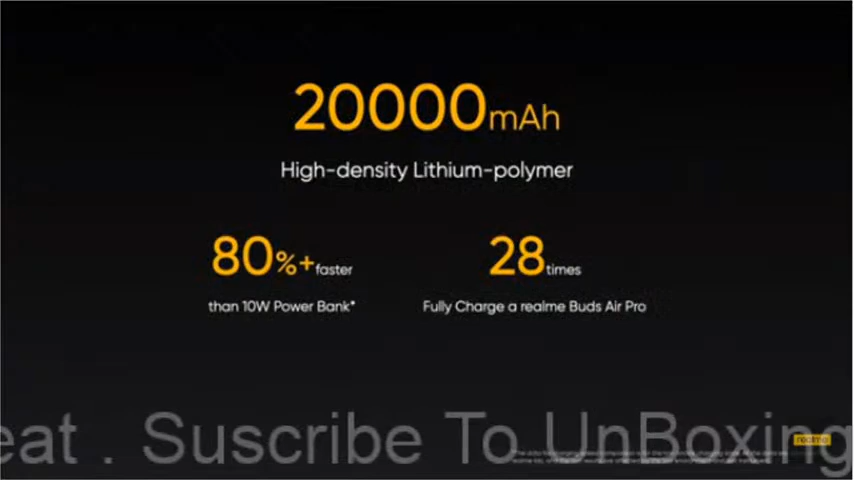 20000mAh
High-density Lithium-polymer
80%+faster
than 10W Power Bank*
28times
Fully Charge a realme Buds Air Pro
eat . Suscribe To UnBoxing
realme